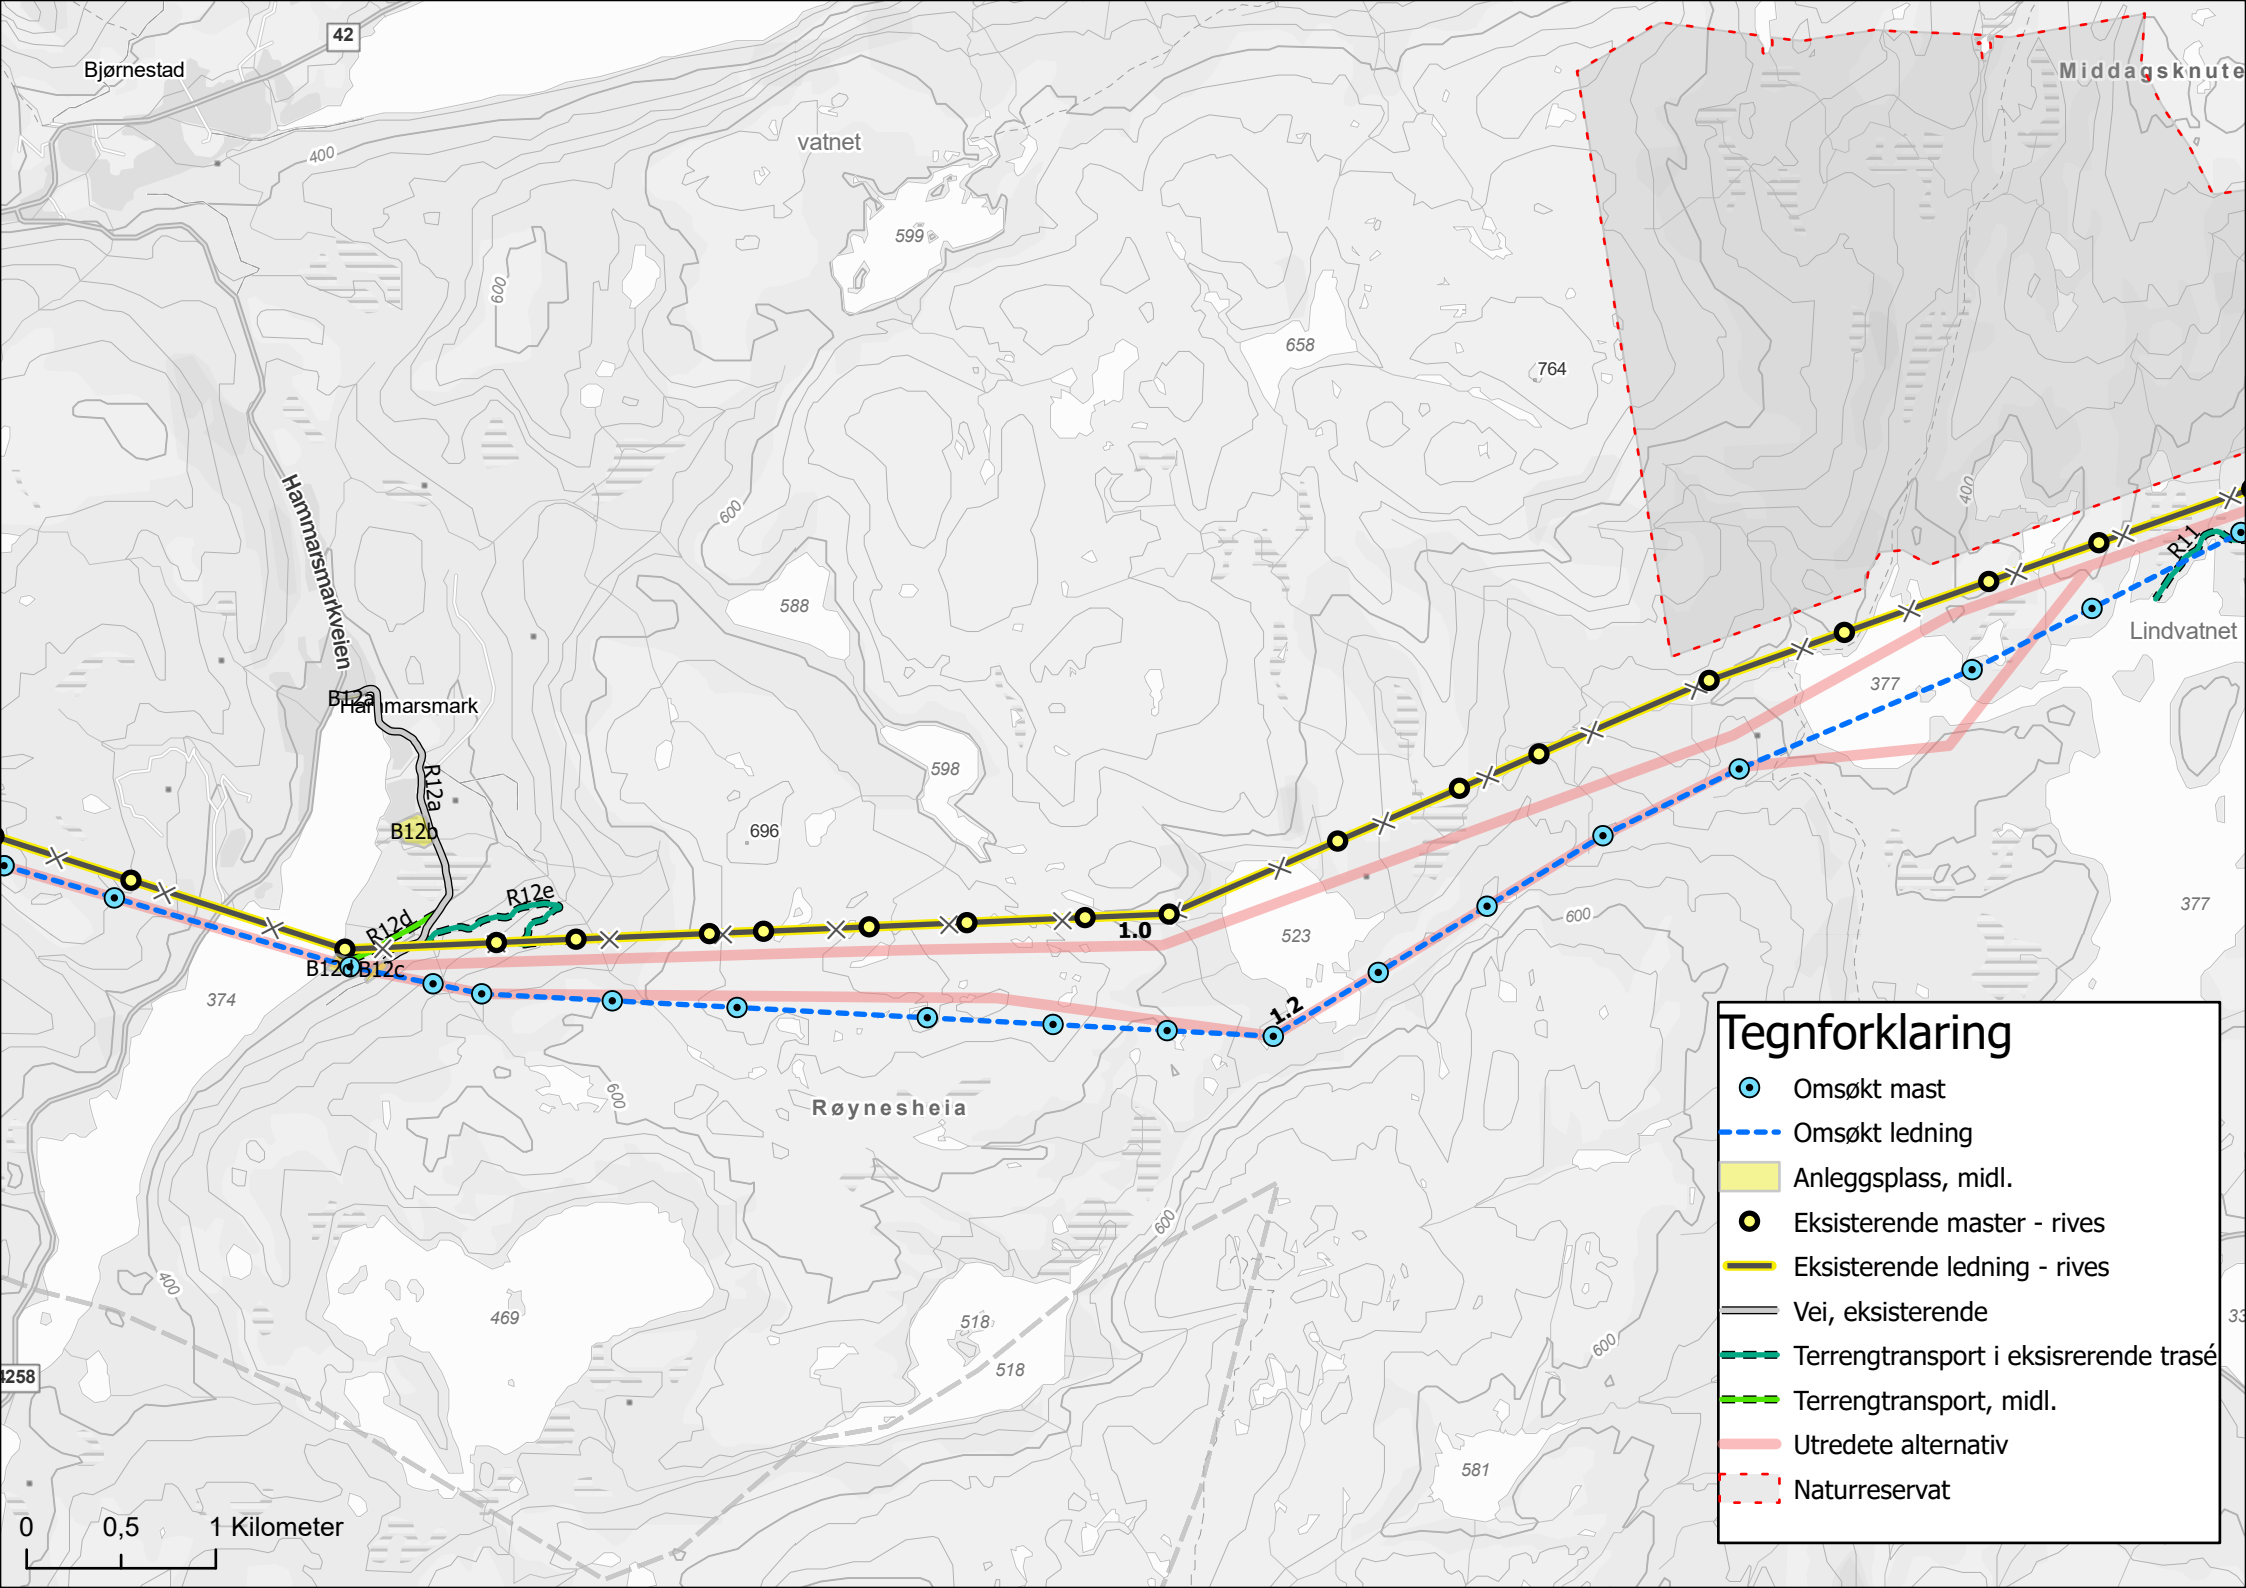 42
Bjørnestad
Middagsknute
vatnet
400
599
600
658
764
Hammarsmarkveien
600
400
R11
588
Lindvatnet
377
B12a
Hammarsmark
R12a
598
696
B12b
R12e
R12d
1.0
600
377
523
B12d
B12c
374
1.2
Røynesheia
600
600
400
469
518
518
600
33
4258
581
Tegnforklaring
Omsøkt mast
Omsøkt ledning
Anleggsplass, midl.
Eksisterende master - rives
Eksisterende ledning - rives
Vei, eksisterende
Terrengtransport i eksisrerende trasé
Terrengtransport, midl.
Utredete alternativ
Naturreservat
0 0,5 1 Kilometer